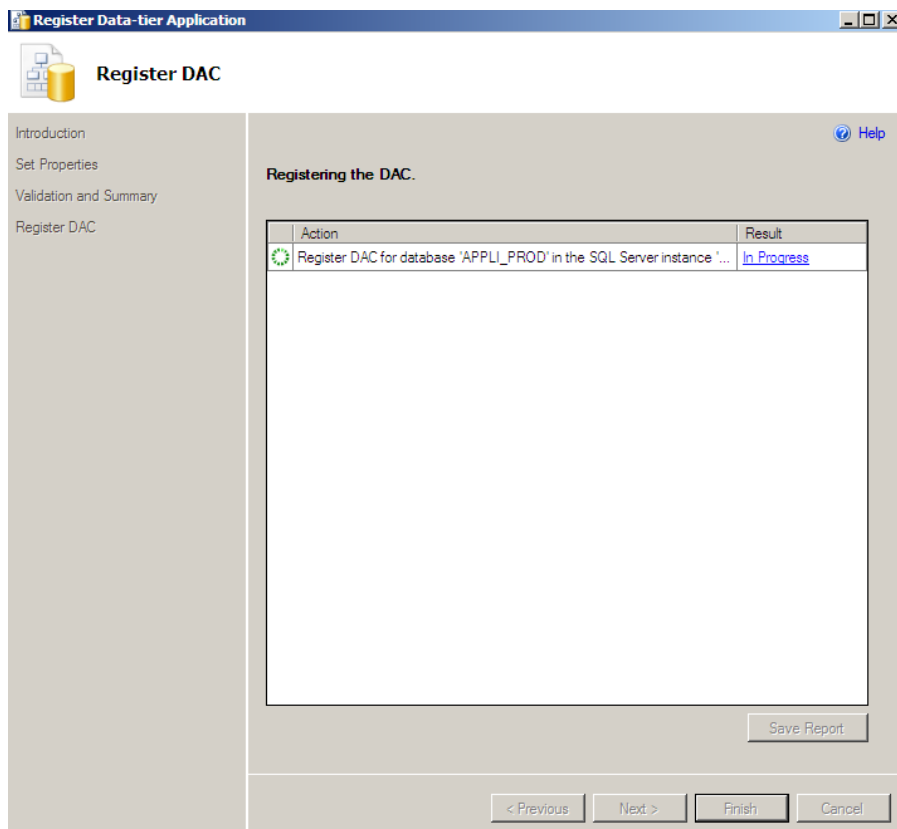 Register Data-tier Application
Register DAC
Introduction
Set Properties
Validation and Summary
Register DAC
Help
Registering the DAC.
Action Result
Register DAC for database 'APPLI_PROD' in the SQL Server instance '... In Progress
Save Report
< Previous Next > Finish Cancel